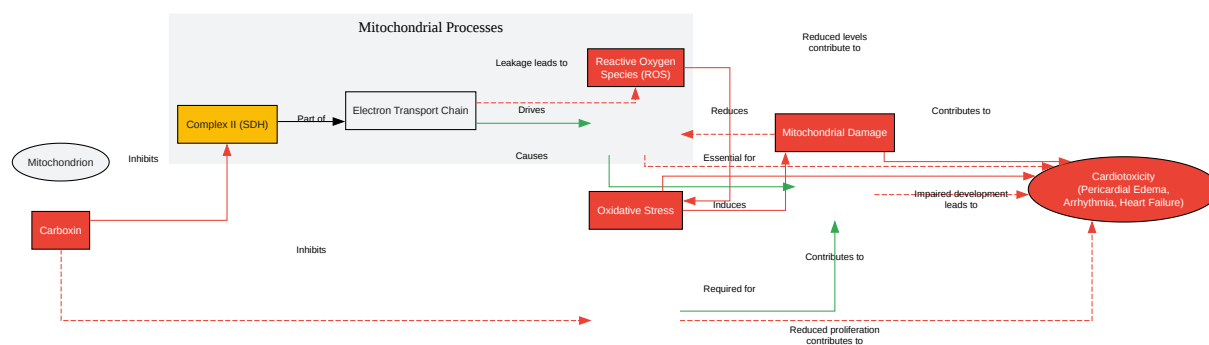 Mitochondrial Processes
Reduced levels
contribute to
Leakage leads to
Reactive Oxygen
Species (ROS)
Complex II (SDH)
Part of
Electron Transport Chain
Drives
Reduces
Contributes to
Mitochondrial Damage
Mitochondrion
Inhibits
Causes
Essential for
Cardiotoxicity
(Pericardial Edema,
Arrhythmia, Heart Failure)
Carboxin
Oxidative Stress
Induces
Impaired development
leads to
Inhibits
Contributes to
Required for
Reduced proliferation
contributes to